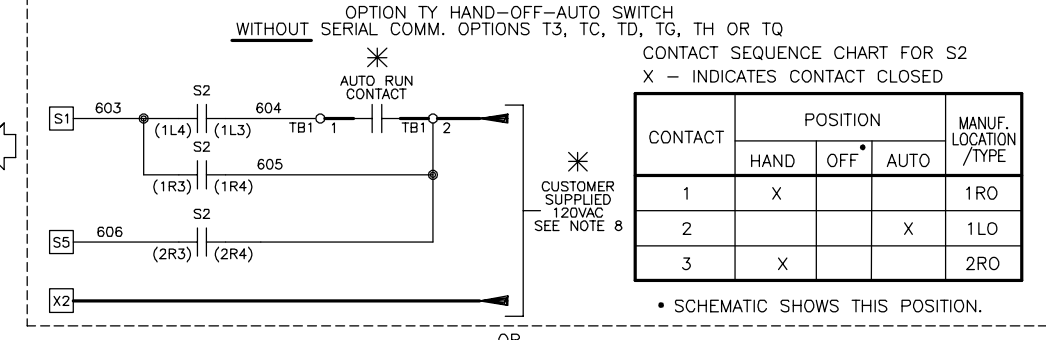 OPTION TY HAND-OFF-AUTO SWITCH
WITHOUT SERIAL COMM. OPTIONS T3, TC, TD, TG, TH OR TQ
AUTO RUN
CONTACT
S1
603
S2
(1L4)
(1L3)
604
TB1
1
TB1
2
S2
(1R3)
(1R4)
605
S5
606
S2
(2R3)
(2R4)
X2
CUSTOMER
SUPPLIED
120VAC
SEE NOTE 8
CONTACT SEQUENCE CHART FOR S2
X - INDICATES CONTACT CLOSED
CONTACT
POSITION
MANUF.
LOCATION
/TYPE
HAND OFF• AUTO
1 X 1RO
2 X 1LO
3 X 2RO
• SCHEMATIC SHOWS THIS POSITION.
OR